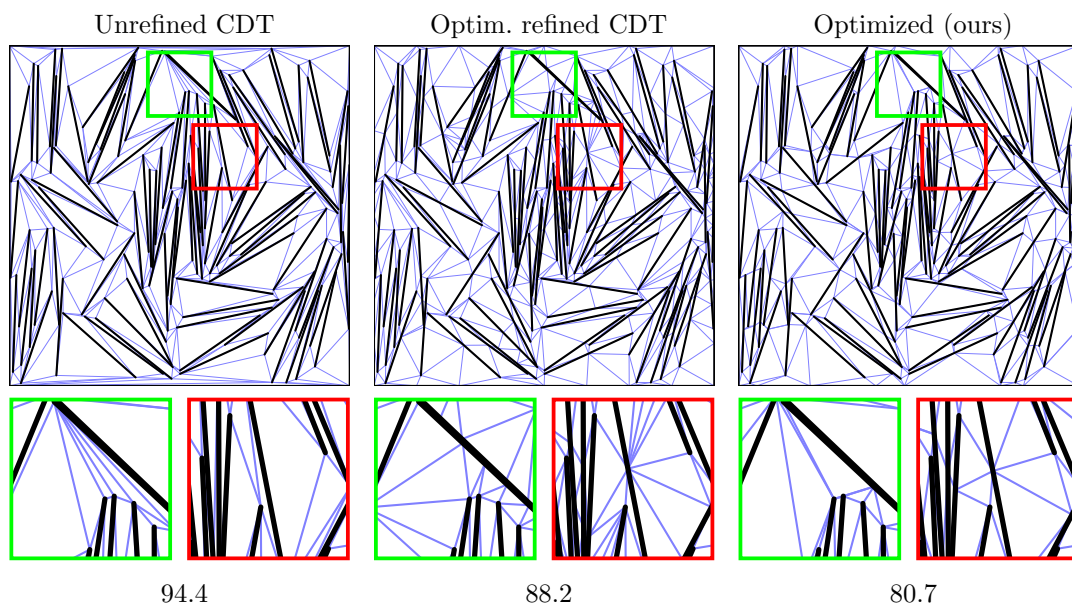 Unrefined CDT
Optim. refined CDT
Optimized (ours)
94.4
88.2
80.7